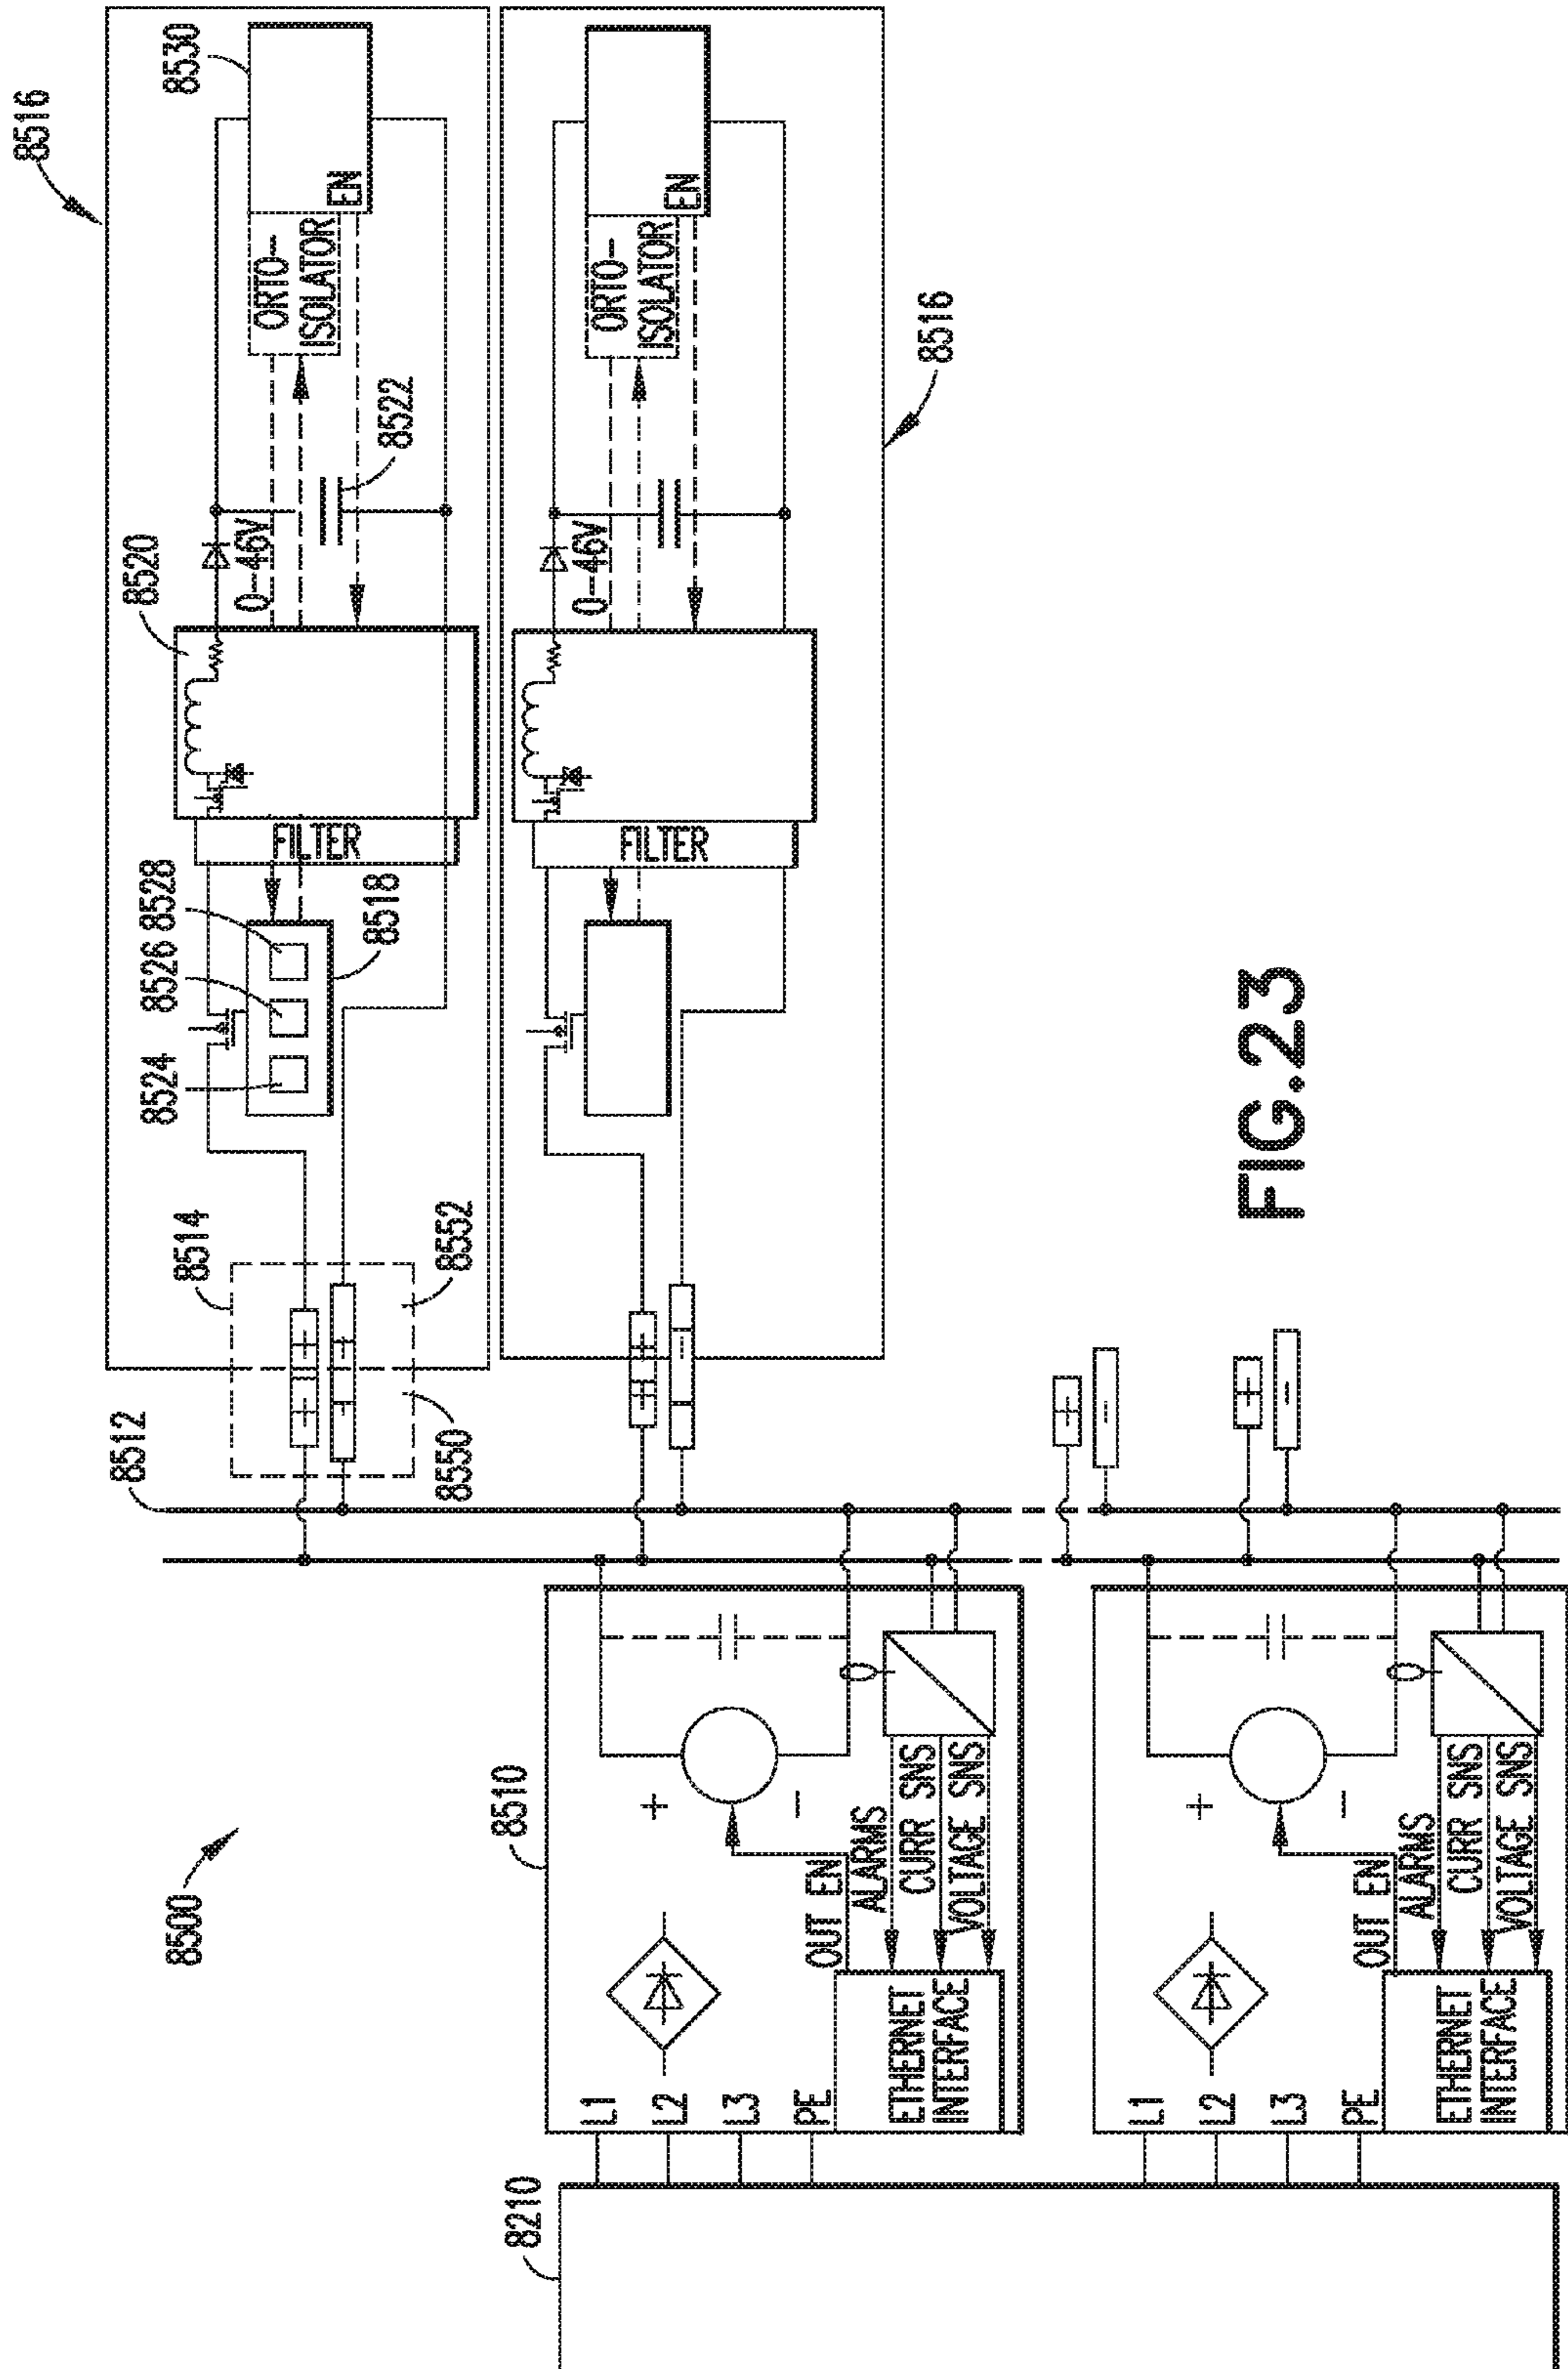 8500
8210
L1
L2
L3
PE
ETHERNET
INTERFACE
8510
+
−
OUT EN
ALARMS
CURR SNS
VOLTAGE SNS
L1
L2
L3
PE
ETHERNET
INTERFACE
+
−
OUT EN
ALARMS
CURR SNS
VOLTAGE SNS
8512
8514
8550
8552
+
+
−
−
8516
8524
8526
8528
8518
FILTER
8520
0-46V
8522
ORTO-
ISOLATOR
EN
8530
+
+
−
FILTER
0-46V
ORTO-
ISOLATOR
EN
8516
+
−
+
−
FIG.23